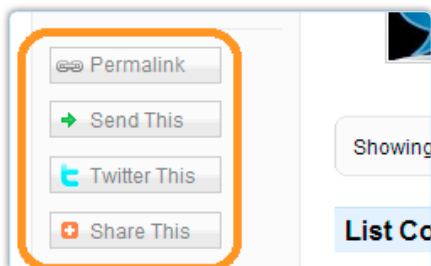 Permalink
Send This
Twitter This
Share This
Showing
List Co